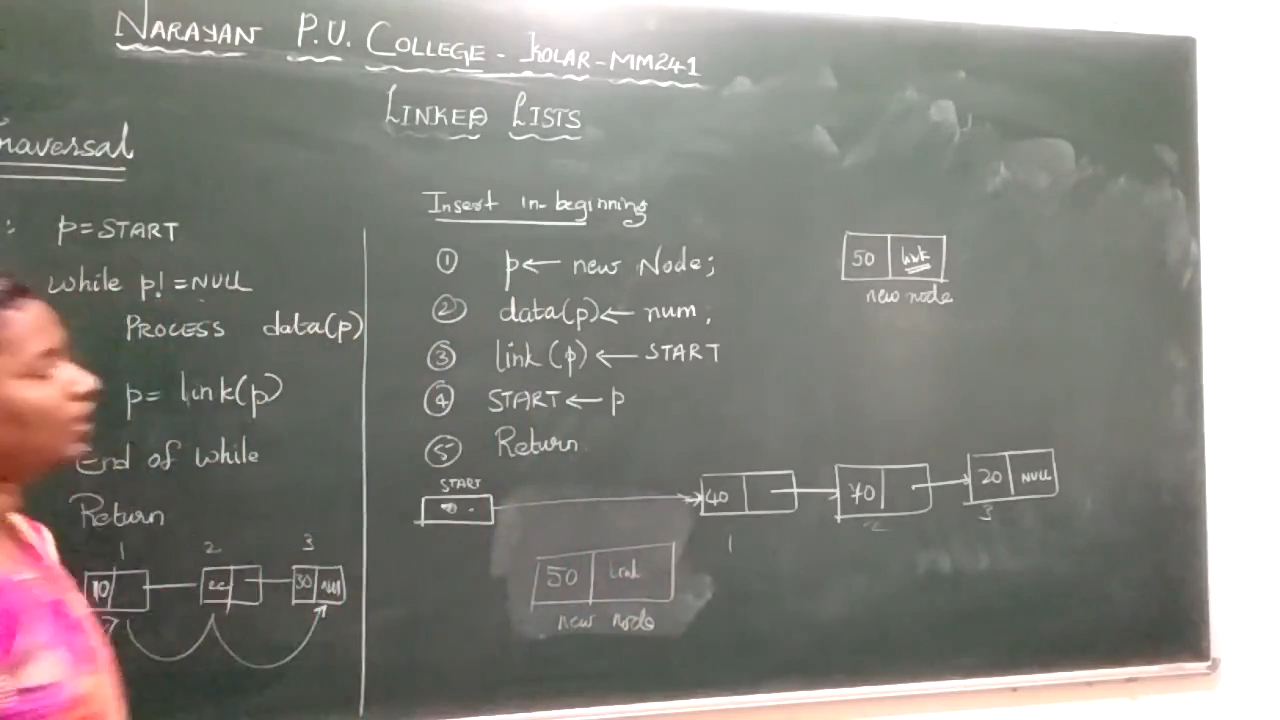 NARAYAN P.U. COLLEGE - KOLAR - MM241
LINKED LISTS
raversal
: p=START
while p!=NULL
PROCESS data(p)
p= link(p)
End of while
Return
1 2 3
10 30 null
Insert in-beginning
① p← new Node;
② data(p)← num;
③ link(p) ← START
④ START ← p
⑤ Return
50 link
new node
START
40 70 20 NULL
1 2 3
50 link
new node